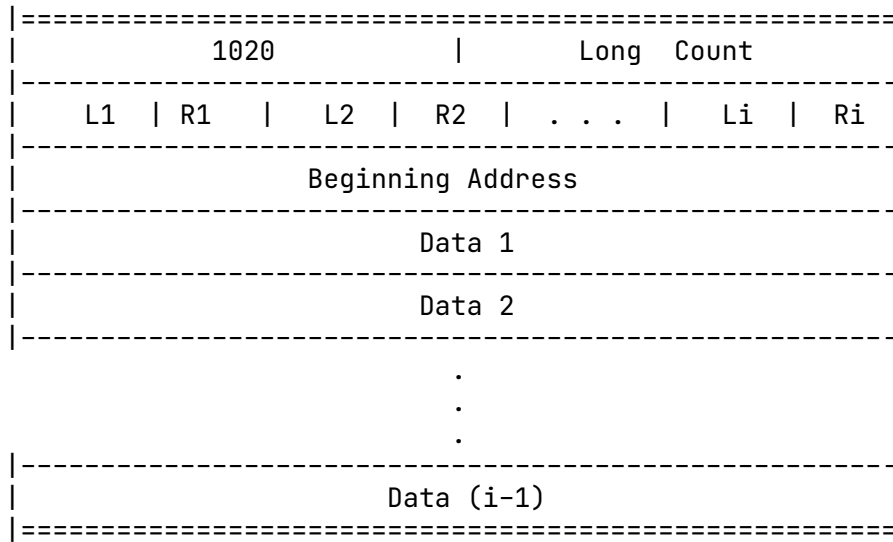 |=======================================================
| 1020 | Long Count
|-------------------------------------------------------
| L1 | R1 | L2 | R2 | . . . | Li | Ri
|-------------------------------------------------------
| Beginning Address
|-------------------------------------------------------
| Data 1
|-------------------------------------------------------
| Data 2
|-------------------------------------------------------
.
.
.
|-------------------------------------------------------
| Data (i-1)
|=======================================================